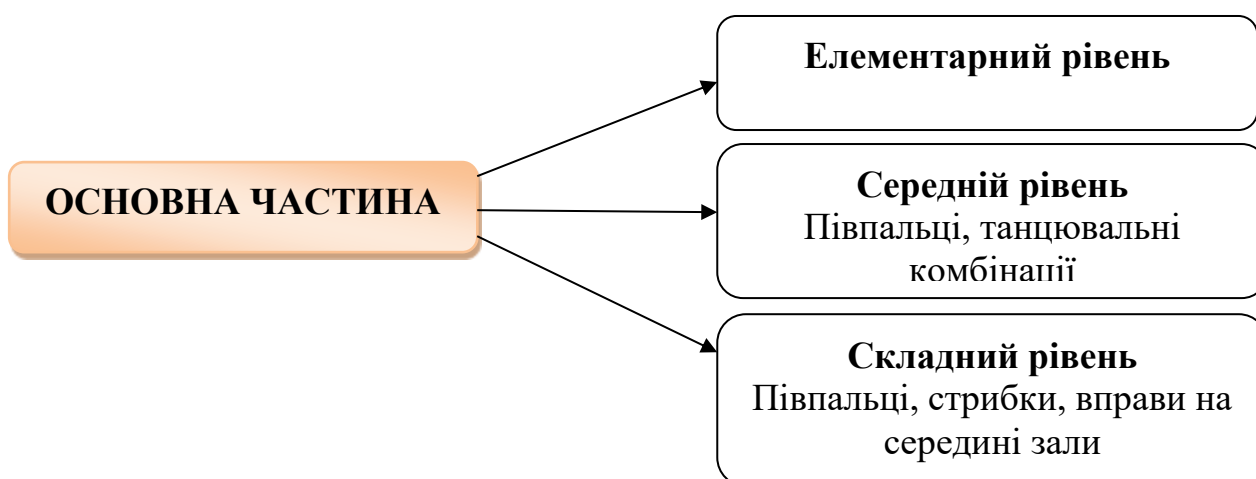 ОСНОВНА ЧАСТИНА
Елементарний рівень
Середній рівень
Півпальці, танцювальні
комбінації
Складний рівень
Півпальці, стрибки, вправи на
середині зали